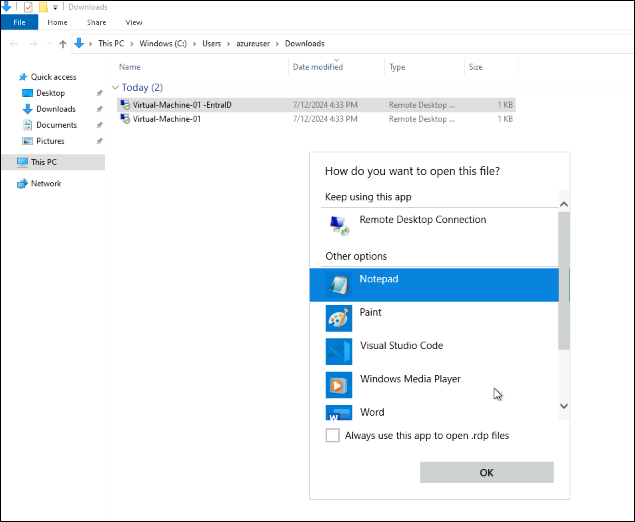 Downloads
File Home Share View
This PC > Windows (C:) > Users > azureuser > Downloads
Name Date modified Type Size
Quick access
Desktop
Downloads
Documents
Pictures
This PC
Network
Today (2)
Virtual-Machine-01 -EntraID 7/12/2024 4:33 PM Remote Desktop ... 1 KB
Virtual-Machine-01 7/12/2024 4:33 PM Remote Desktop ... 1 KB
How do you want to open this file?
Keep using this app
Remote Desktop Connection
Other options
Notepad
Paint
Visual Studio Code
Windows Media Player
Word
Always use this app to open .rdp files
OK